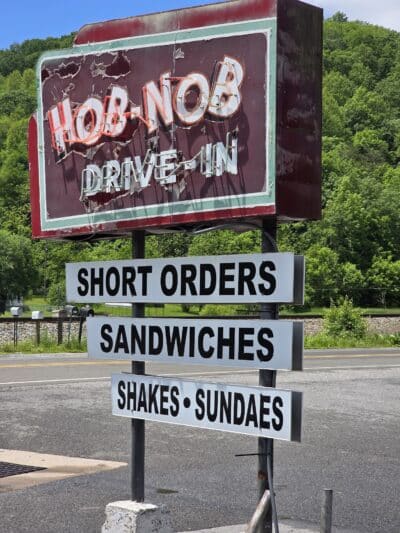 HOB-NOB
DRIVE-IN
SHORT ORDERS
SANDWICHES
SHAKES • SUNDAES